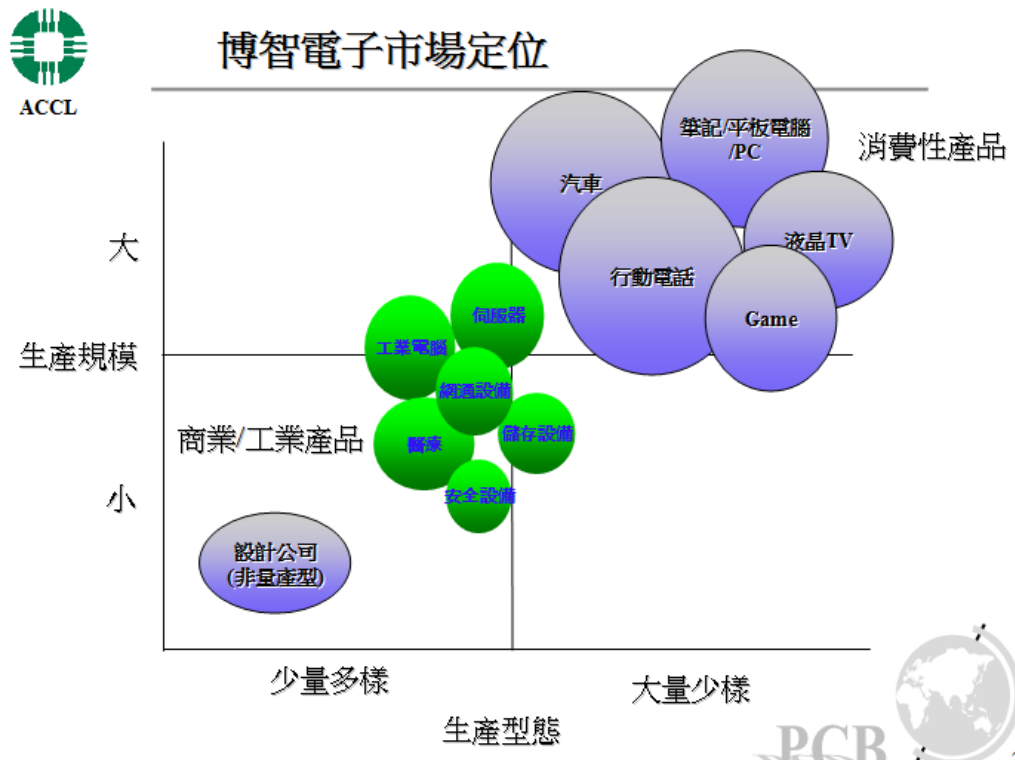 博智電子市場定位
ACCL
筆記/平板電腦
/PC
消費性產品
汽車
液晶TV
大
行動電話
伺服器
Game
工業電腦
生產規模
網通設備
商業/工業產品
醫療
儲存設備
小
安全設備
設計公司
(非量產型)
少量多樣
大量少樣
生產型態
PCB